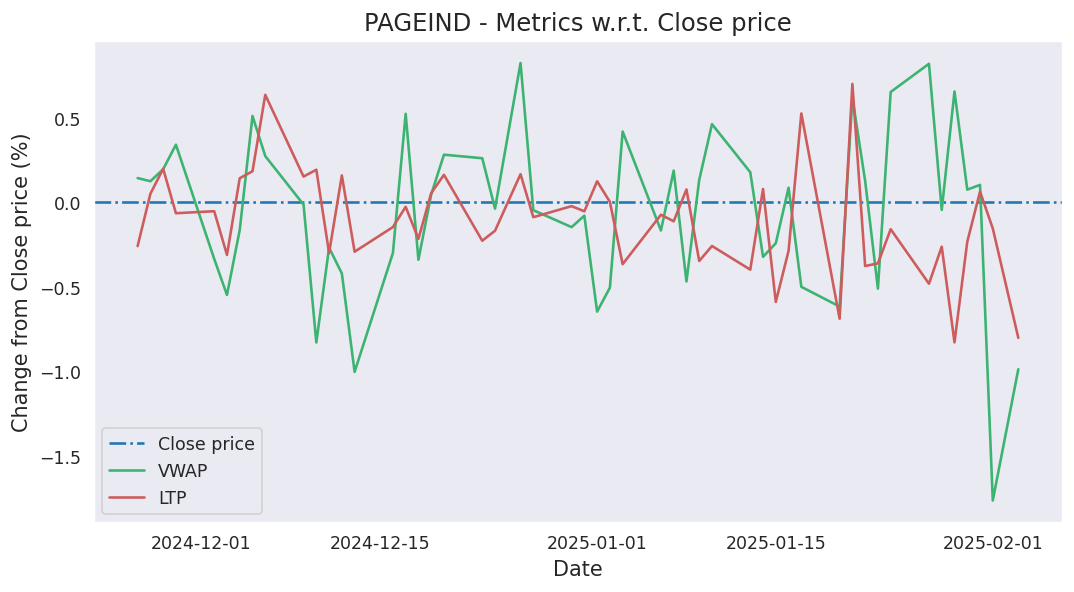 PAGEIND - Metrics w.r.t. Close price
Change from Close price (%)
0.5
0.0
−0.5
−1.0
−1.5
Close price
VWAP
LTP
2024-12-01
2024-12-15
2025-01-01
2025-01-15
2025-02-01
Date